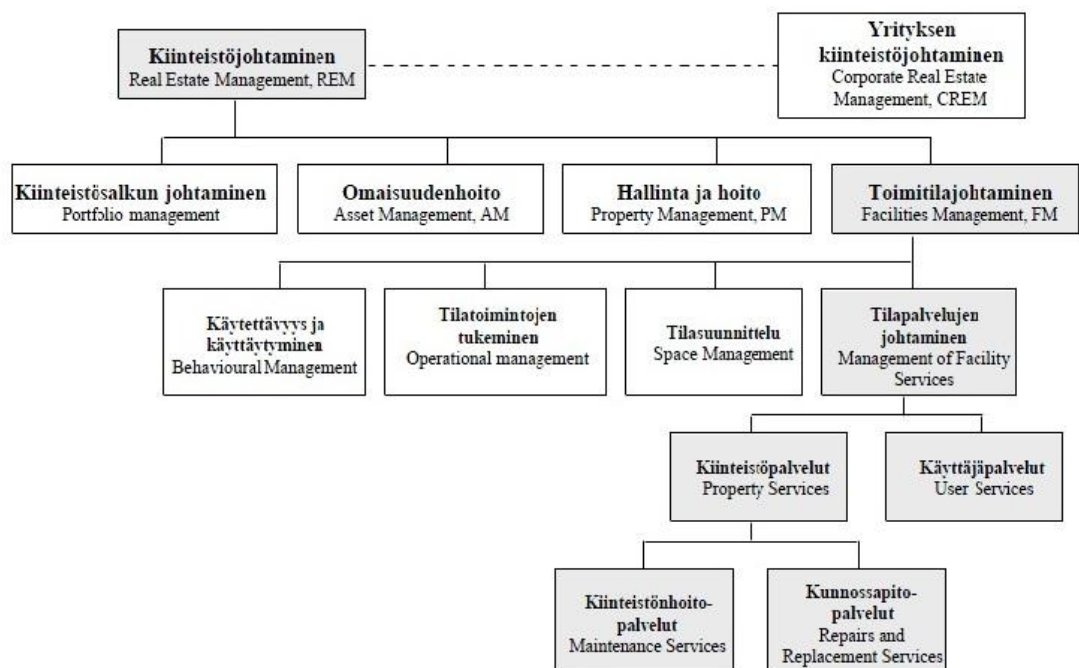 Kiinteistöjohtaminen
Real Estate Management, REM
Yrityksen
kiinteistöjohtaminen
Corporate Real Estate
Management, CREM
Kiinteistösalkun johtaminen
Portfolio management
Omaisuudenhoito
Asset Management, AM
Hallinta ja hoito
Property Management, PM
Toimitilajohtaminen
Facilities Management, FM
Käytettävyys ja
käyttäytyminen
Behavioural Management
Tilatoimintojen
tukeminen
Operational management
Tilasuunnittelu
Space Management
Tilapalvelujen
johtaminen
Management of Facility
Services
Kiinteistöpalvelut
Property Services
Käyttäjäpalvelut
User Services
Kiinteistönhoito-
palvelut
Maintenance Services
Kunnossapito-
palvelut
Repairs and
Replacement Services